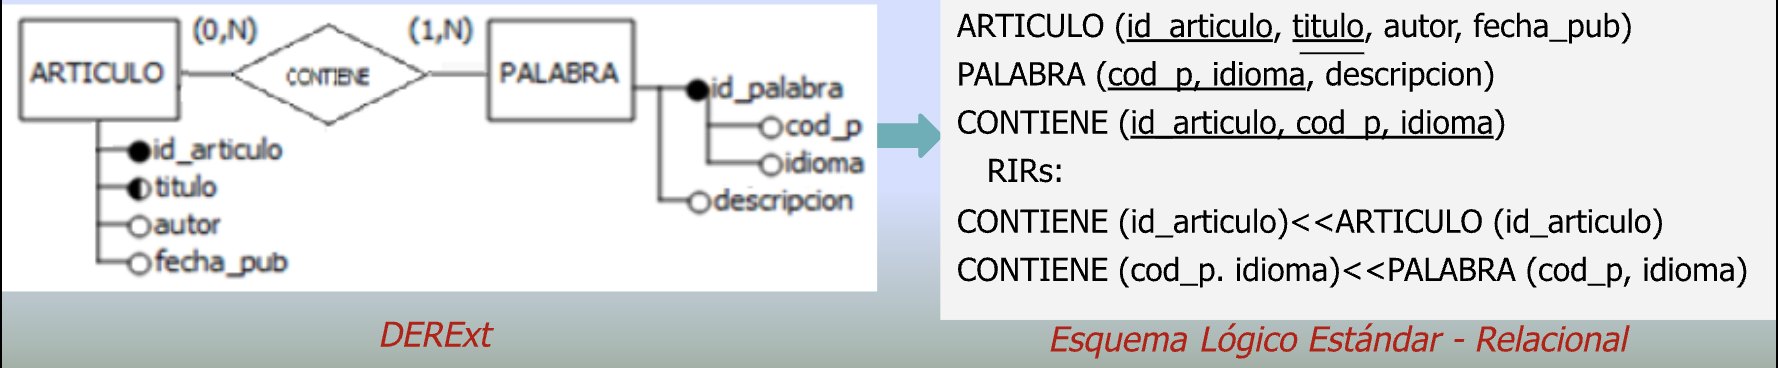 (0,N)
(1,N)
ARTICULO
CONTIENE
PALABRA
id_articulo
titulo
autor
fecha_pub
id_palabra
cod_p
idioma
descripcion
DERExt
ARTICULO (id_articulo, titulo, autor, fecha_pub)
PALABRA (cod_p, idioma, descripcion)
CONTIENE (id_articulo, cod_p, idioma)
RIRs:
CONTIENE (id_articulo)<<ARTICULO (id_articulo)
CONTIENE (cod_p. idioma)<<PALABRA (cod_p, idioma)
Esquema Lógico Estándar - Relacional